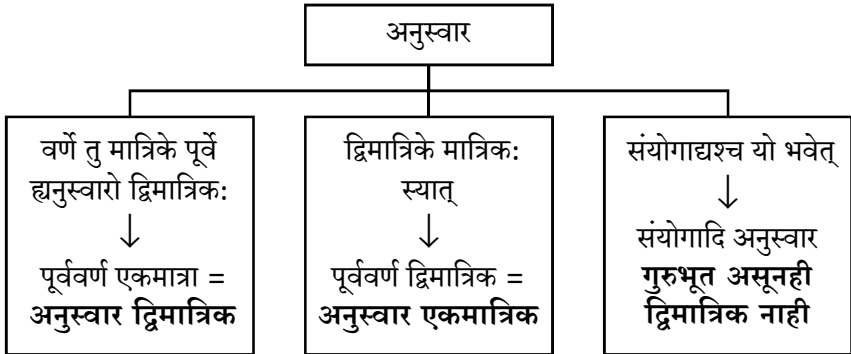 अनुस्वार
वर्णे तु मात्रिके पूर्वे
ह्यनुस्वारो द्विमात्रिक:
↓
पूर्ववर्ण एकमात्रा =
अनुस्वार द्विमात्रिक
द्विमात्रिके मात्रिक:
स्यात्
↓
पूर्ववर्ण द्विमात्रिक =
अनुस्वार एकमात्रिक
संयोगाद्यश्च यो भवेत्
↓
संयोगादि अनुस्वार
गुरुभूत असूनही
द्विमात्रिक नाही